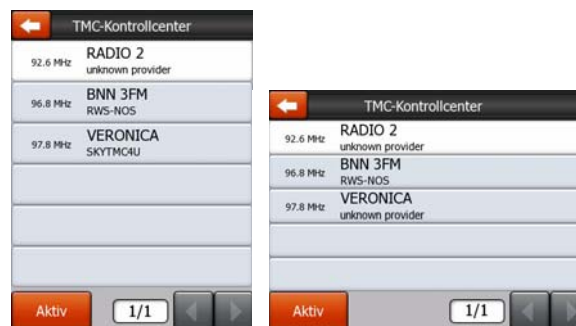 TMC-Kontrollcenter
92.6 MHz RADIO 2
unknown provider
96.8 MHz BNN 3FM
RWS-NOS
97.8 MHz VERONICA
SKYTMC4U
Aktiv 1/1
TMC-Kontrollcenter
92.6 MHz RADIO 2
unknown provider
96.8 MHz BNN 3FM
RWS-NOS
97.8 MHz VERONICA
unknown provider
Aktiv 1/1